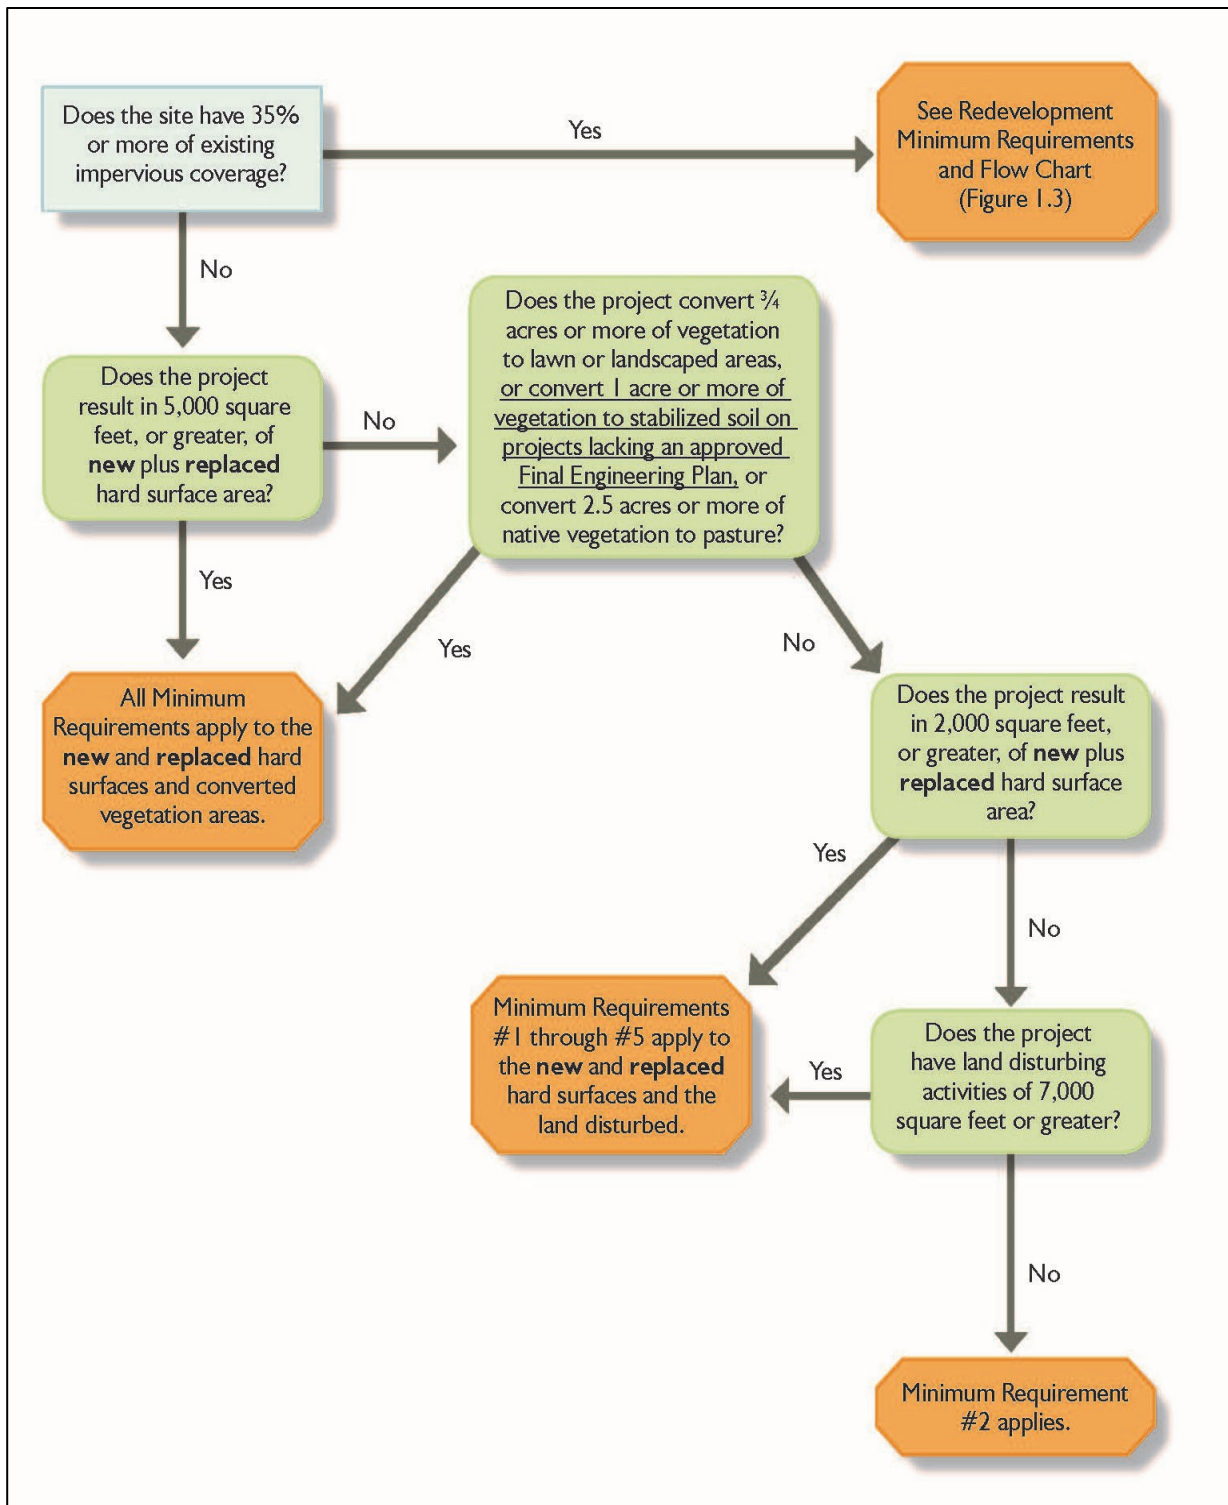 Does the site have 35%
or more of existing
impervious coverage?
Yes
See Redevelopment
Minimum Requirements
and Flow Chart
(Figure 1.3)
No
Does the project
result in 5,000 square
feet, or greater, of
new plus replaced
hard surface area?
No
Does the project convert ¾
acres or more of vegetation
to lawn or landscaped areas,
or convert 1 acre or more of
vegetation to stabilized soil on
projects lacking an approved
Final Engineering Plan, or
convert 2.5 acres or more of
native vegetation to pasture?
Yes
Yes
No
All Minimum
Requirements apply to the
new and replaced hard
surfaces and converted
vegetation areas.
Does the project result
in 2,000 square feet,
or greater, of new plus
replaced hard surface
area?
Yes
No
Minimum Requirements
#1 through #5 apply to
the new and replaced
hard surfaces and the
land disturbed.
Yes
Does the project
have land disturbing
activities of 7,000
square feet or greater?
No
Minimum Requirement
#2 applies.